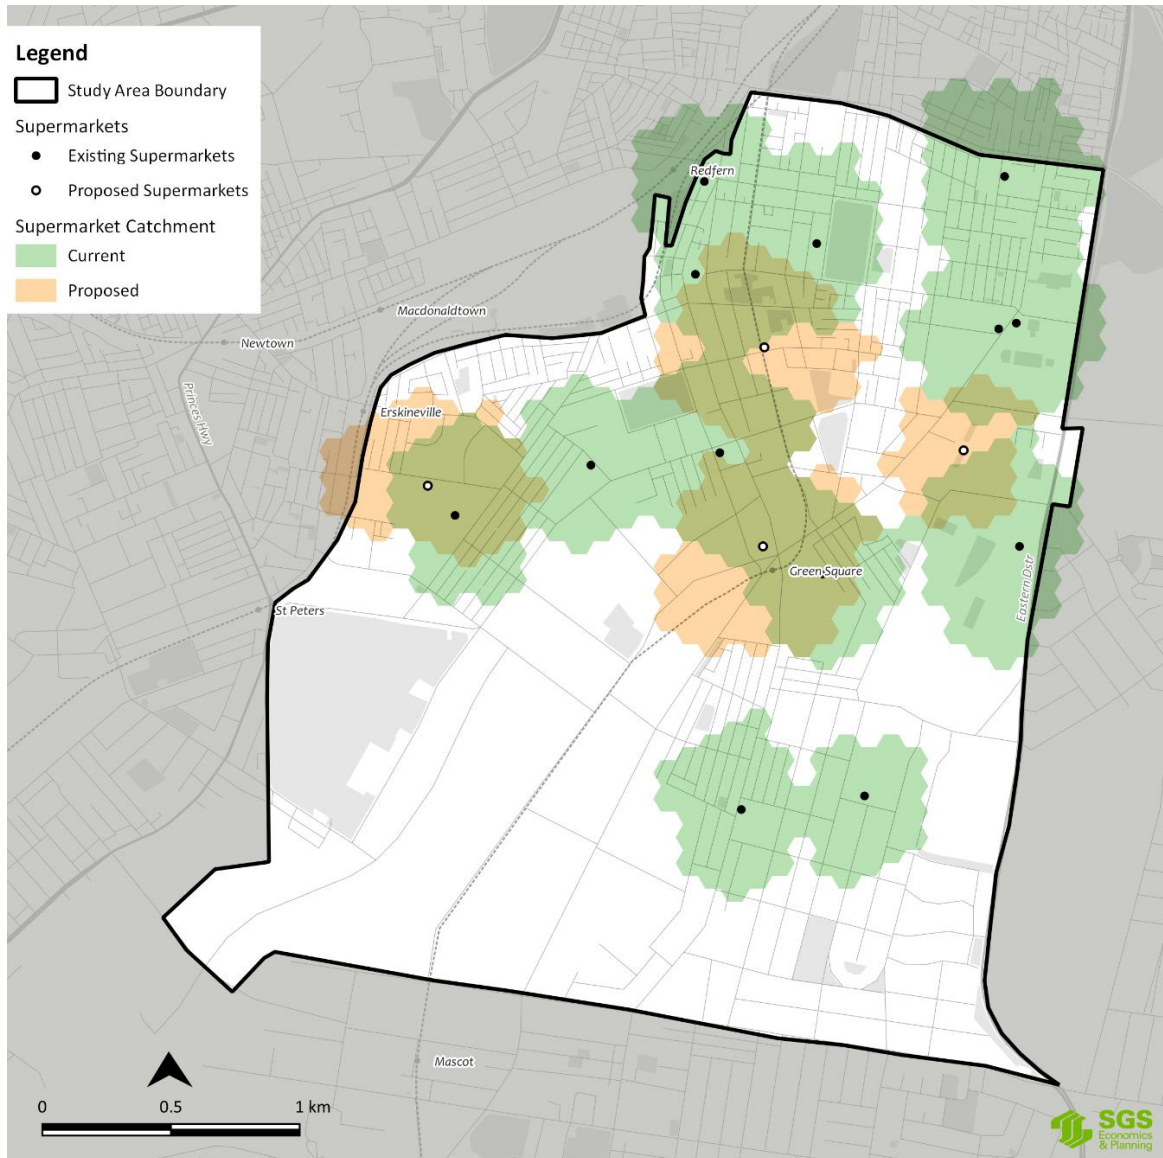 Legend
Study Area Boundary
Supermarkets
Existing Supermarkets
Proposed Supermarkets
Supermarket Catchment
Current
Proposed
Redfern
Macdonaldtown
Newtown
Princes Hwy
Erskineville
Green Square
Eastern Dstr
St Peters
Mascot
0 0.5 1 km
SGS
Economics
& Planning